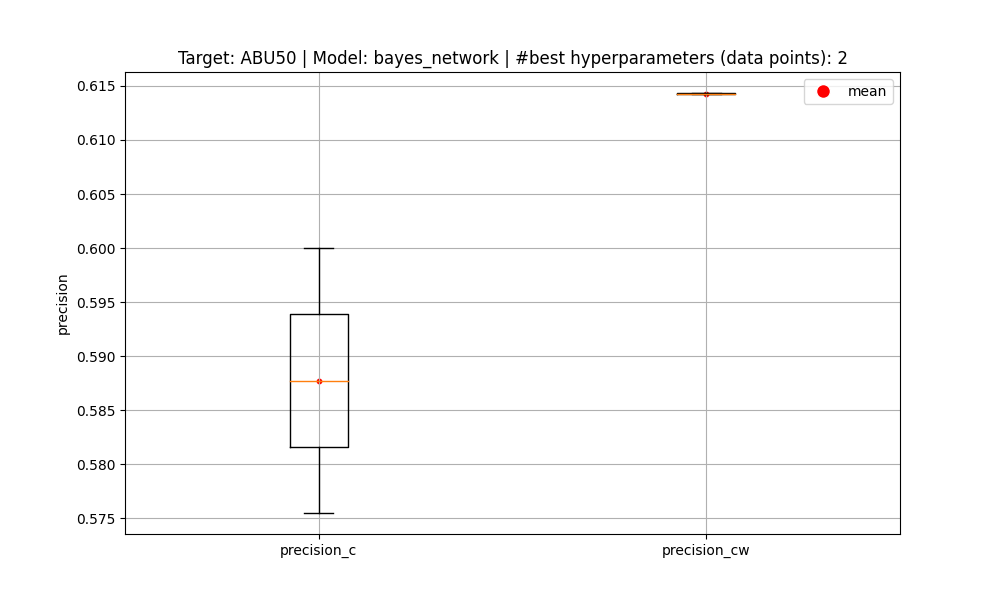 Target: ABU50 | Model: bayes_network | #best hyperparameters (data points): 2
mean
precision
0.615
0.610
0.605
0.600
0.595
0.590
0.585
0.580
0.575
precision_c
precision_cw